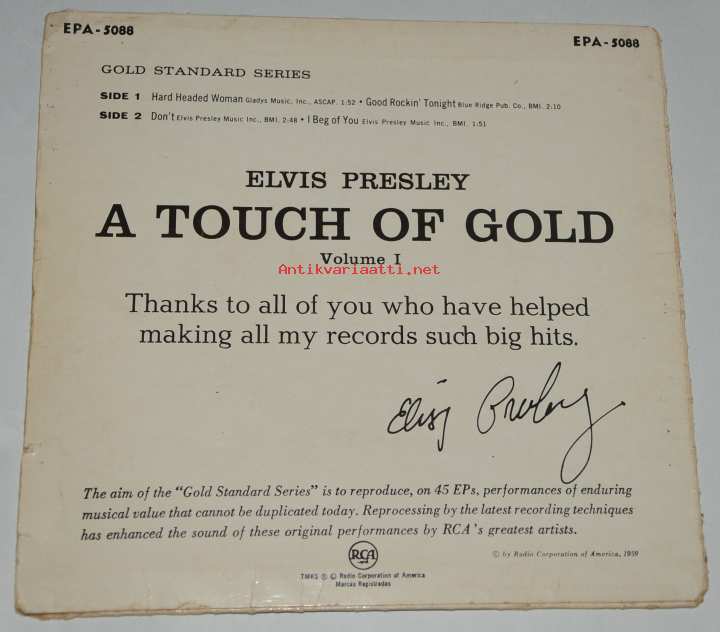 EPA-5088
EPA-5088
GOLD STANDARD SERIES
SIDE 1 Hard Headed Woman Gladys Music, Inc., ASCAP. 1:52 • Good Rockin' Tonight Blue Ridge Pub. Co., BMI. 2:10
SIDE 2 Don't Elvis Presley Music Inc., BMI. 2:48 • I Beg of You Elvis Presley Music Inc., BMI. 1:51
ELVIS PRESLEY
A TOUCH OF GOLD
Volume I
Antikvariaatti.net
Thanks to all of you who have helped
making all my records such big hits.
Elvis Presley
The aim of the "Gold Standard Series" is to reproduce, on 45 EPs, performances of enduring
musical value that cannot be duplicated today. Reprocessing by the latest recording techniques
has enhanced the sound of these original performances by RCA's greatest artists.
RCA
© by Radio Corporation of America, 1959
TMKS ® © Radio Corporation of America
Marcas Registradas